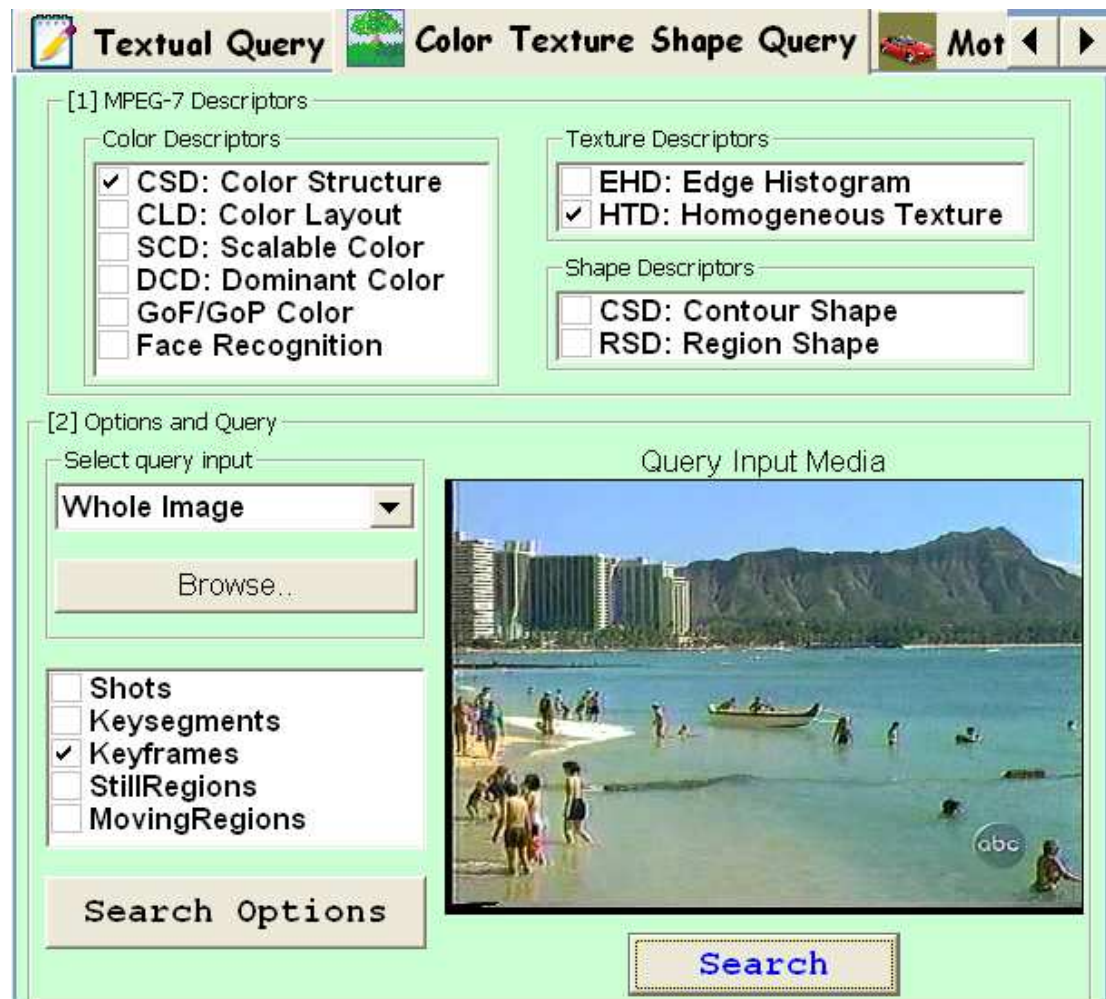 Textual Query
Color Texture Shape Query
Mot
[1] MPEG-7 Descriptors
Color Descriptors
CSD: Color Structure
CLD: Color Layout
SCD: Scalable Color
DCD: Dominant Color
GoF/GoP Color
Face Recognition
Texture Descriptors
EHD: Edge Histogram
HTD: Homogeneous Texture
Shape Descriptors
CSD: Contour Shape
RSD: Region Shape
[2] Options and Query
Select query input
Whole Image
Browse..
Shots
Keysegments
Keyframes
StillRegions
MovingRegions
Search Options
Query Input Media
abc
Search